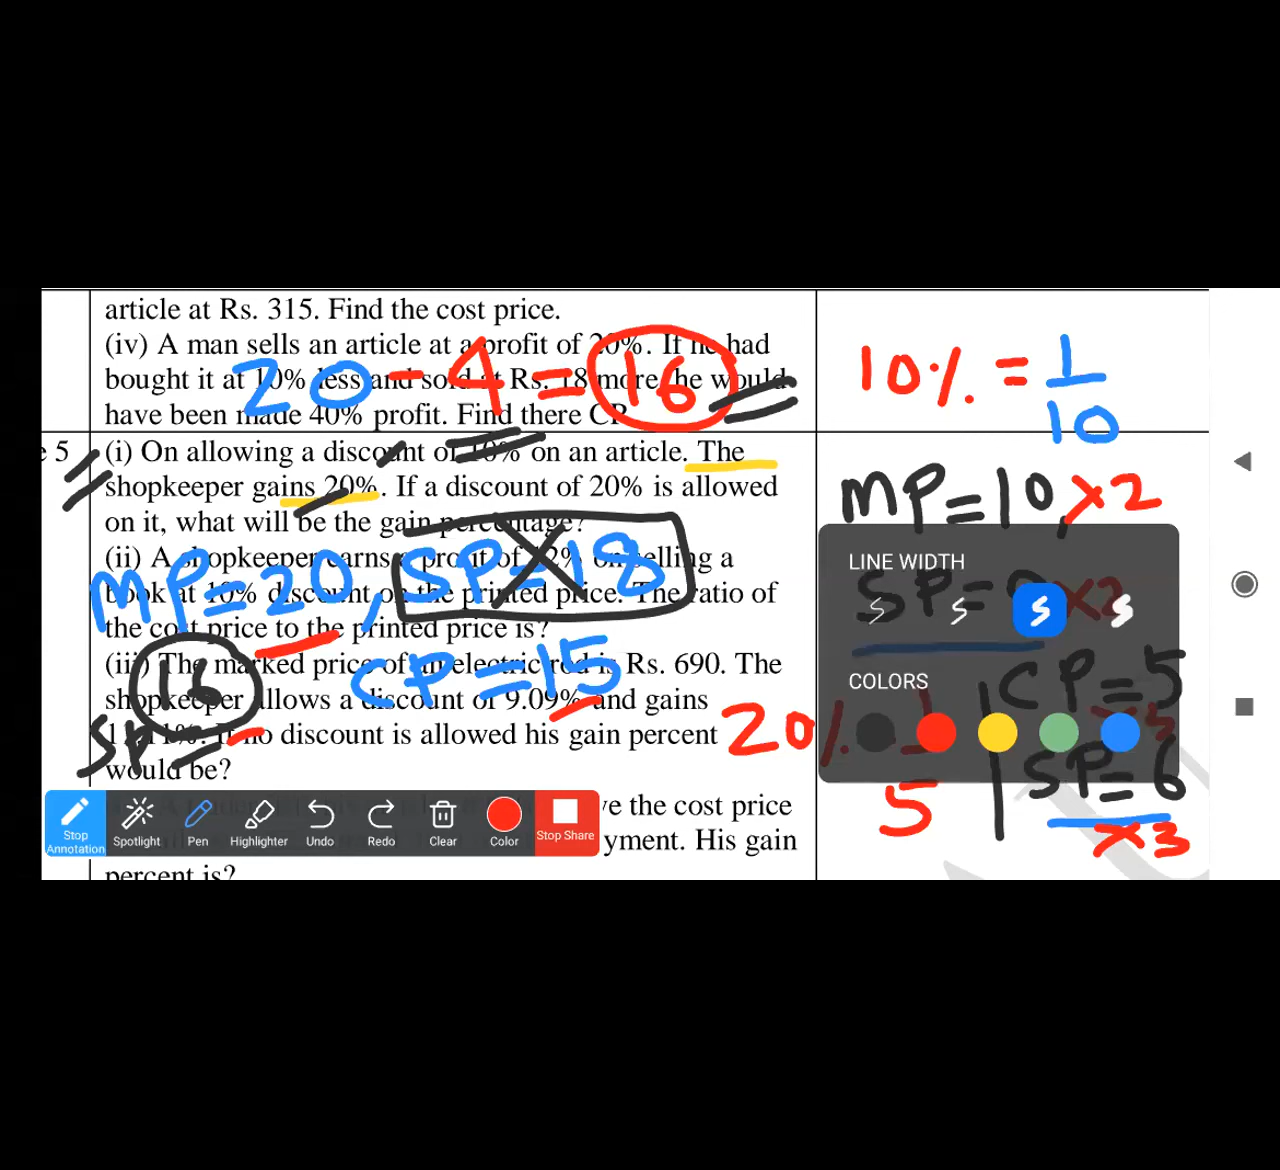 article at Rs. 315. Find the cost price.
(iv) A man sells an article at a profit of 20%. If he had
bought it at 10% less and sold at Rs. 18 more, he would
have been made 40% profit. Find there CP
20 - 4 = 16
10% = 1/10
e 5
(i) On allowing a discount of 10% on an article. The
shopkeeper gains 20%. If a discount of 20% is allowed
on it, what will be the gain percentage?
(ii) A shopkeeper earns a profit of 12% on selling a
book at 10% discount on the printed price. The ratio of
the cost price to the printed price is?
(iii) The marked price of an electric rod is Rs. 690. The
shopkeeper allows a discount of 9.09% and gains
If no discount is allowed his gain percent
would be?
ve the cost price
yment. His gain
percent is?
MP=20, SP=18
CP=15
16
SP
MP=10, ×2
SP= ×2
20% 1/5
CP=5
×3
SP=6
×3
LINE WIDTH
COLORS
Stop Annotation
Spotlight
Pen
Highlighter
Undo
Redo
Clear
Color
Stop Share